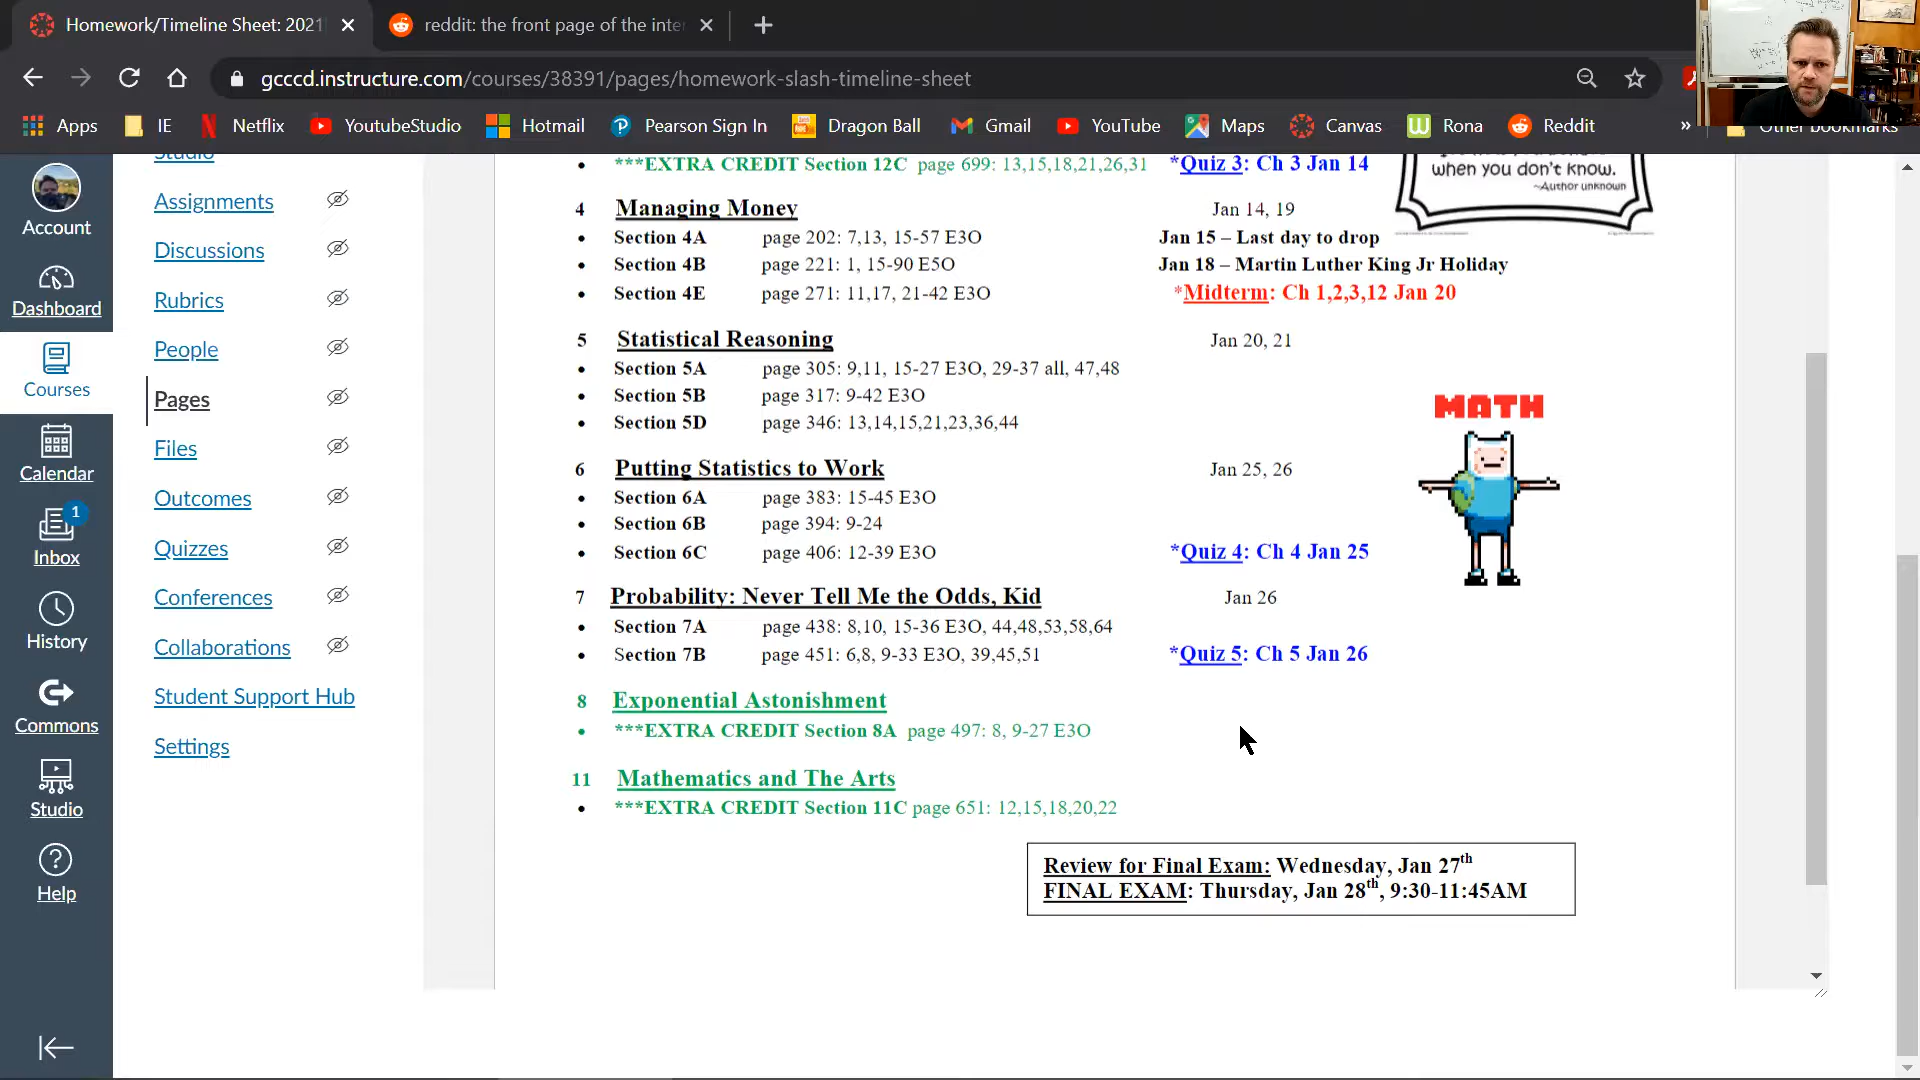 Homework/Timeline Sheet: 2021
reddit: the front page of the inte
gcccd.instructure.com/courses/38391/pages/homework-slash-timeline-sheet
Apps
IE
Netflix
YoutubeStudio
Hotmail
Pearson Sign In
Dragon Ball
Gmail
YouTube
Maps
Canvas
Rona
Reddit
»
Other bookmarks
Account
Dashboard
Courses
Calendar
1
Inbox
History
Commons
Studio
Help
Studio
Assignments
Discussions
Rubrics
People
Pages
Files
Outcomes
Quizzes
Conferences
Collaborations
Student Support Hub
Settings
• ***EXTRA CREDIT Section 12C page 699: 13,15,18,21,26,31 *Quiz 3: Ch 3 Jan 14
when you don't know.
~Author unknown
4 Managing Money Jan 14, 19
• Section 4A page 202: 7,13, 15-57 E3O Jan 15 – Last day to drop
• Section 4B page 221: 1, 15-90 E5O Jan 18 – Martin Luther King Jr Holiday
• Section 4E page 271: 11,17, 21-42 E3O *Midterm: Ch 1,2,3,12 Jan 20
5 Statistical Reasoning Jan 20, 21
• Section 5A page 305: 9,11, 15-27 E3O, 29-37 all, 47,48
• Section 5B page 317: 9-42 E3O
• Section 5D page 346: 13,14,15,21,23,36,44
MATH
6 Putting Statistics to Work Jan 25, 26
• Section 6A page 383: 15-45 E3O
• Section 6B page 394: 9-24
• Section 6C page 406: 12-39 E3O *Quiz 4: Ch 4 Jan 25
7 Probability: Never Tell Me the Odds, Kid Jan 26
• Section 7A page 438: 8,10, 15-36 E3O, 44,48,53,58,64
• Section 7B page 451: 6,8, 9-33 E3O, 39,45,51 *Quiz 5: Ch 5 Jan 26
8 Exponential Astonishment
• ***EXTRA CREDIT Section 8A page 497: 8, 9-27 E3O
11 Mathematics and The Arts
• ***EXTRA CREDIT Section 11C page 651: 12,15,18,20,22
Review for Final Exam: Wednesday, Jan 27th
FINAL EXAM: Thursday, Jan 28th, 9:30-11:45AM